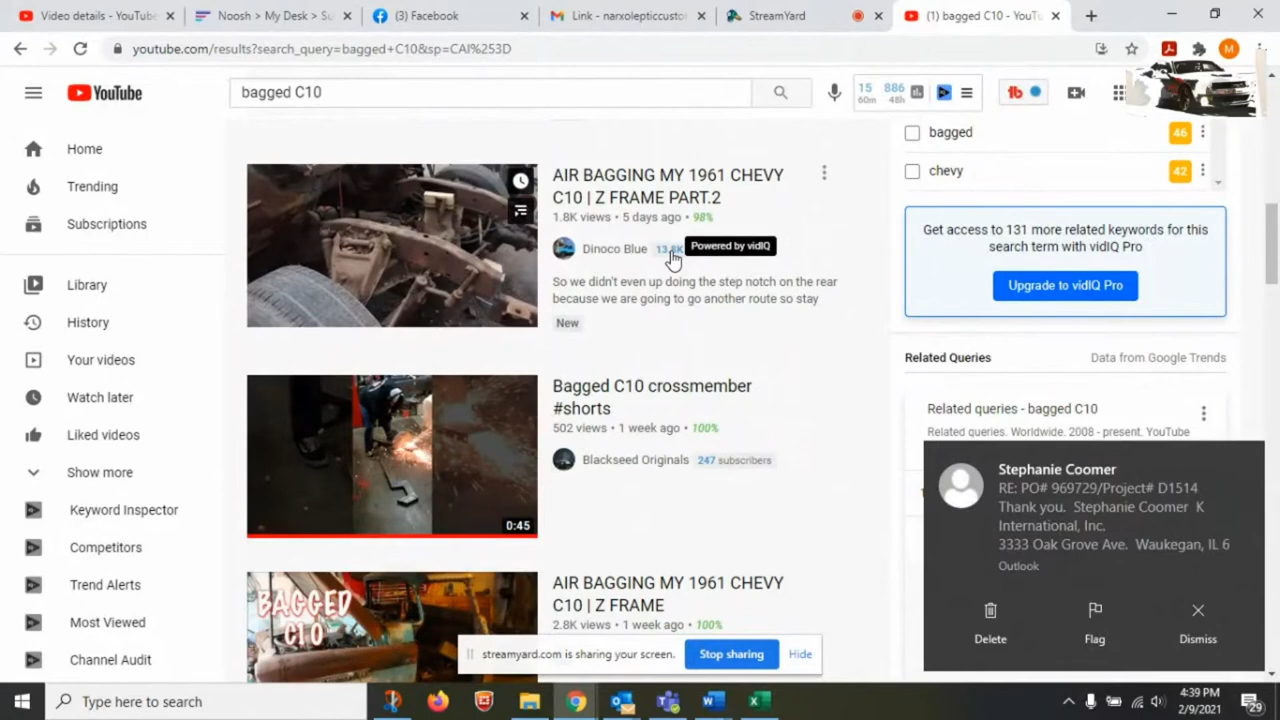 Video details - YouTube
Noosh > My Desk > Su
(3) Facebook
Link - narxolepticcusto
StreamYard
(1) bagged C10 - YouTu
youtube.com/results?search_query=bagged+C10&sp=CAI%253D
M
YouTube
bagged C10
15
60m
886
48h
Home
Trending
Subscriptions
Library
History
Your videos
Watch later
Liked videos
Show more
Keyword Inspector
Competitors
Trend Alerts
Most Viewed
Channel Audit
AIR BAGGING MY 1961 CHEVY
C10 | Z FRAME PART.2
1.8K views • 5 days ago • 98%
Dinoco Blue
Powered by vidIQ
So we didn't even up doing the step notch on the rear
because we are going to go another route so stay
New
0:45
Bagged C10 crossmember
#shorts
502 views • 1 week ago • 100%
Blackseed Originals 247 subscribers
BAGGED
C10
AIR BAGGING MY 1961 CHEVY
C10 | Z FRAME
2.8K views • 1 week ago • 100%
streamyard.com is sharing your screen. Stop sharing Hide
bagged 46
chevy 42
Get access to 131 more related keywords for this
search term with vidIQ Pro
Upgrade to vidIQ Pro
Related Queries Data from Google Trends
Related queries - bagged C10
Related queries. Worldwide. 2008 - present. YouTube
Stephanie Coomer
RE: PO# 969729/Project# D1514
Thank you. Stephanie Coomer K
International, Inc.
3333 Oak Grove Ave. Waukegan, IL 6
Outlook
Delete Flag Dismiss
Type here to search
4:39 PM
2/9/2021
29